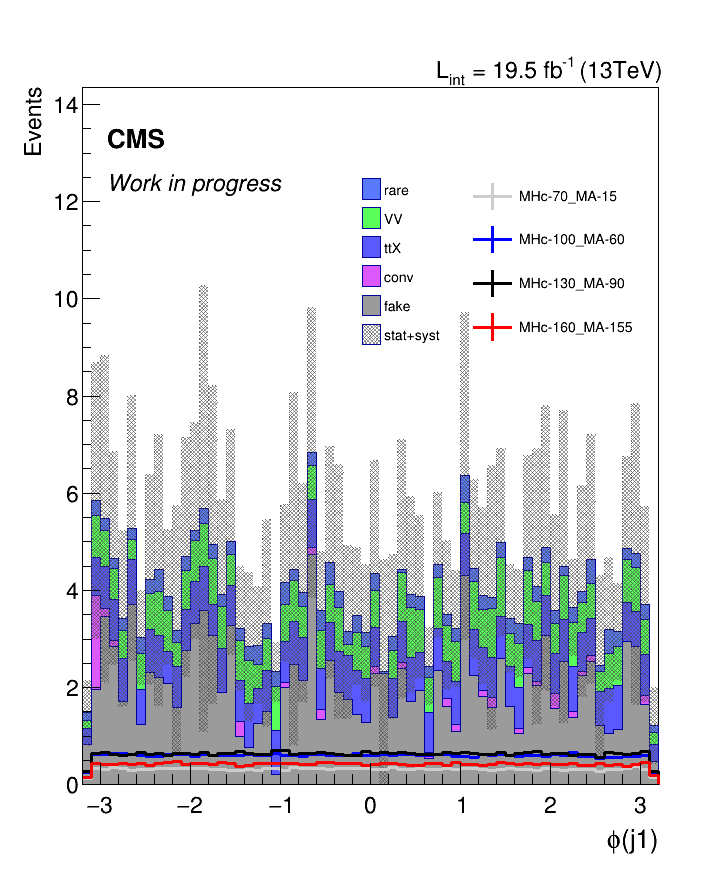 L_int = 19.5 fb^-1 (13TeV)
Events
CMS
Work in progress
rare
VV
ttX
conv
fake
stat+syst
MHc-70_MA-15
MHc-100_MA-60
MHc-130_MA-90
MHc-160_MA-155
14
12
10
8
6
4
2
0
−3 −2 −1 0 1 2 3
ϕ(j1)